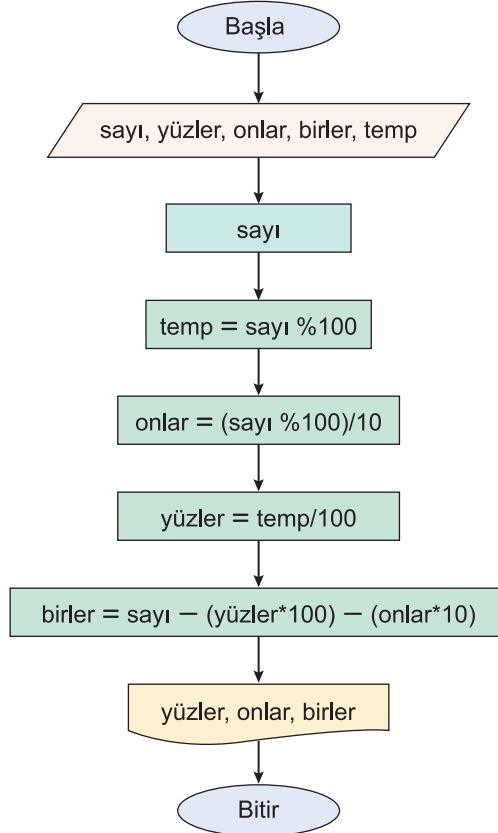 Başla
sayı, yüzler, onlar, birler, temp
sayı
temp = sayı %100
onlar = (sayı %100)/10
yüzler = temp/100
birler = sayı − (yüzler*100) − (onlar*10)
yüzler, onlar, birler
Bitir